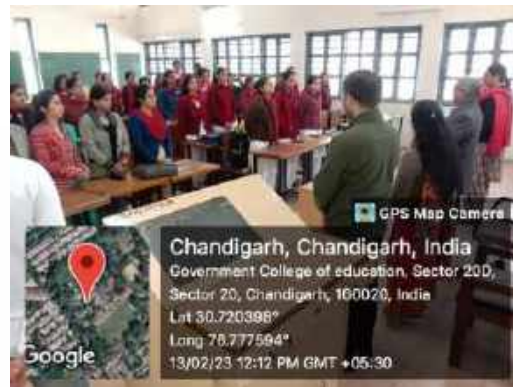 GPS Map Camera
Chandigarh, Chandigarh, India
Government College of education, Sector 20D,
Sector 20, Chandigarh, 160020, India
Lat 30.720398°
Long 76.777594°
13/02/23 12:12 PM GMT +05:30
Google